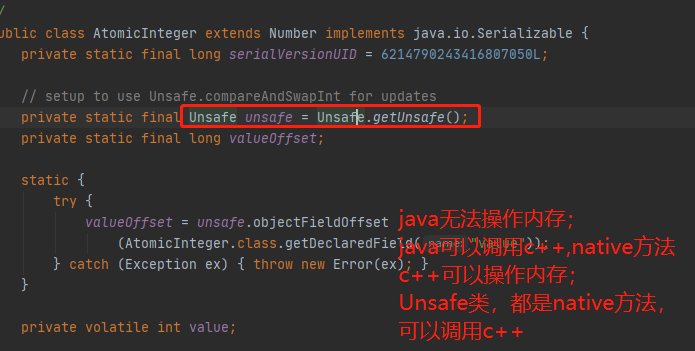 /
ublic class AtomicInteger extends Number implements java.io.Serializable {
private static final long serialVersionUID = 6214790243416807050L;
// setup to use Unsafe.compareAndSwapInt for updates
private static final Unsafe unsafe = Unsafe.getUnsafe();
private static final long valueOffset;
static {
try {
valueOffset = unsafe.objectFieldOffset
(AtomicInteger.class.getDeclaredField( name: "value"));
} catch (Exception ex) { throw new Error(ex); }
}
private volatile int value;
java无法操作内存；
java可以调用c++,native方法
c++可以操作内存；
Unsafe类，都是native方法，
可以调用c++